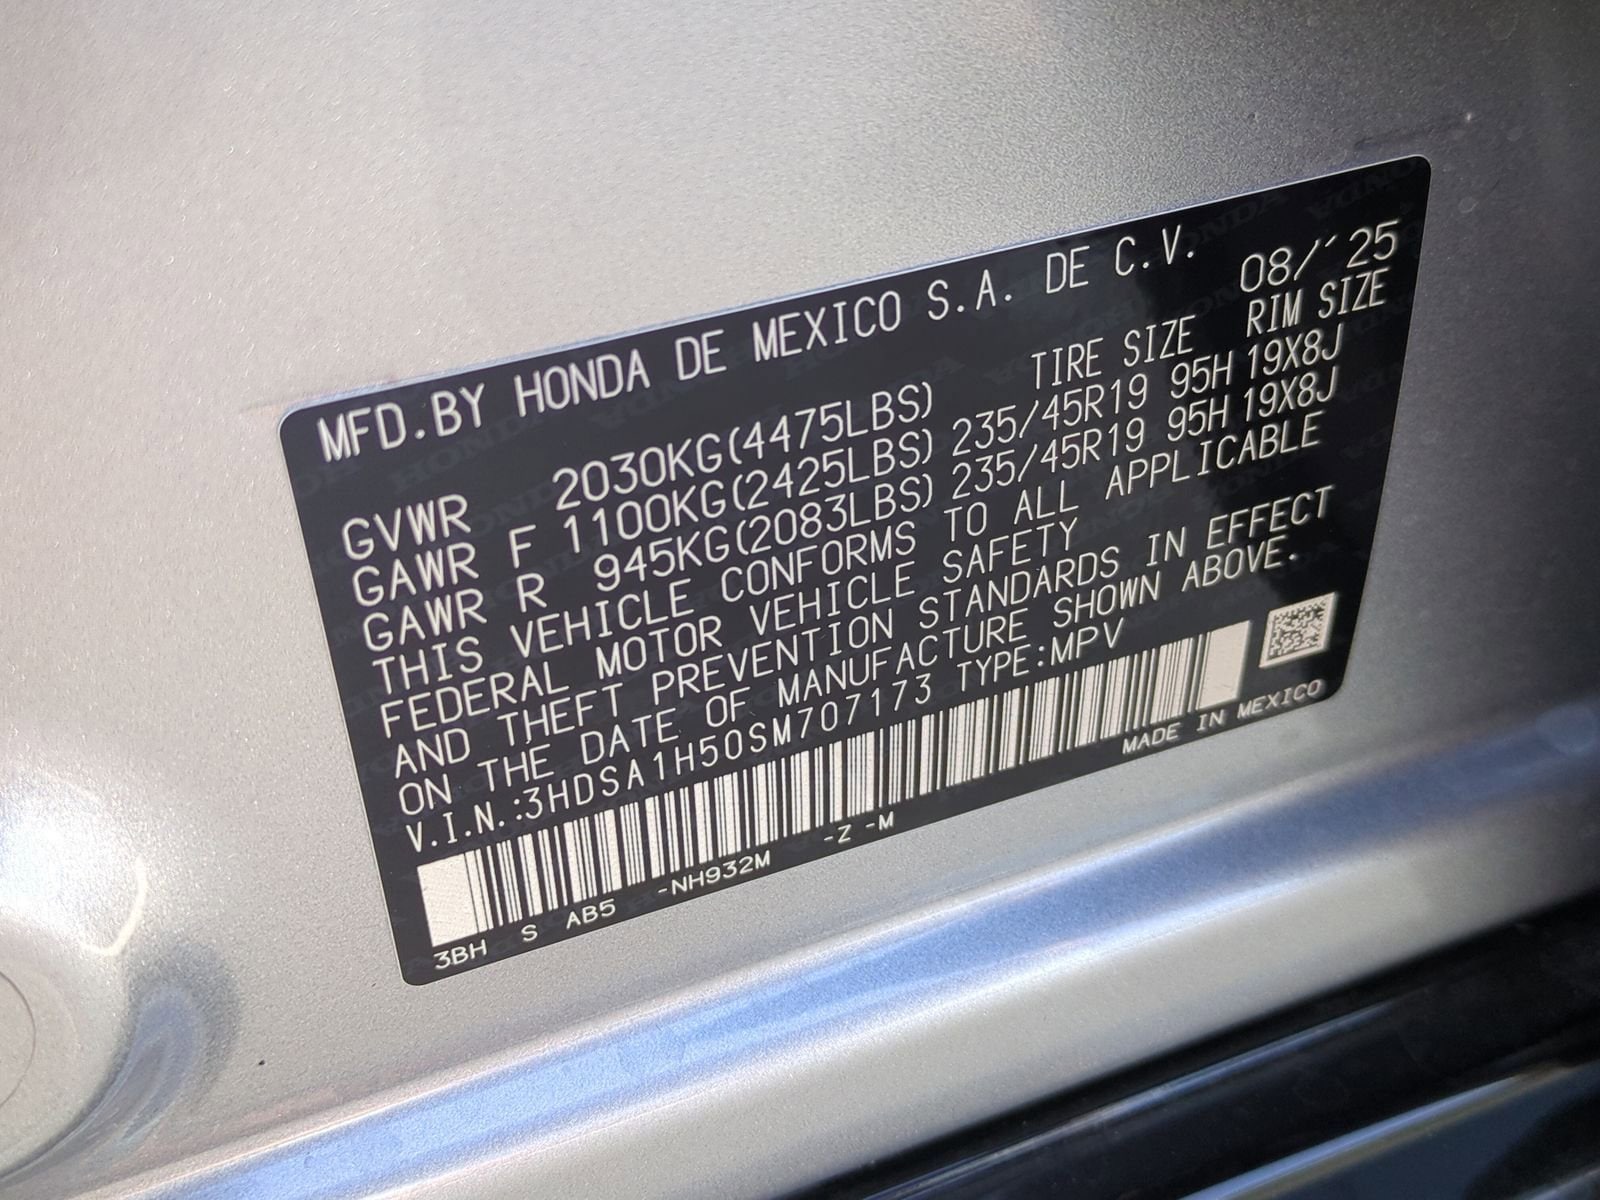 MFD.BY HONDA DE MEXICO S.A. DE C.V. 08/'25
TIRE SIZE RIM SIZE
GVWR 2030KG(4475LBS)
GAWR F 1100KG(2425LBS) 235/45R19 95H 19X8J
GAWR R 945KG(2083LBS) 235/45R19 95H 19X8J
THIS VEHICLE CONFORMS TO ALL APPLICABLE
FEDERAL MOTOR VEHICLE SAFETY
AND THEFT PREVENTION STANDARDS IN EFFECT
ON THE DATE OF MANUFACTURE SHOWN ABOVE.
V.I.N.:3HDSA1H50SM707173 TYPE:MPV
3BH S AB5 -NH932M -Z -M MADE IN MEXICO